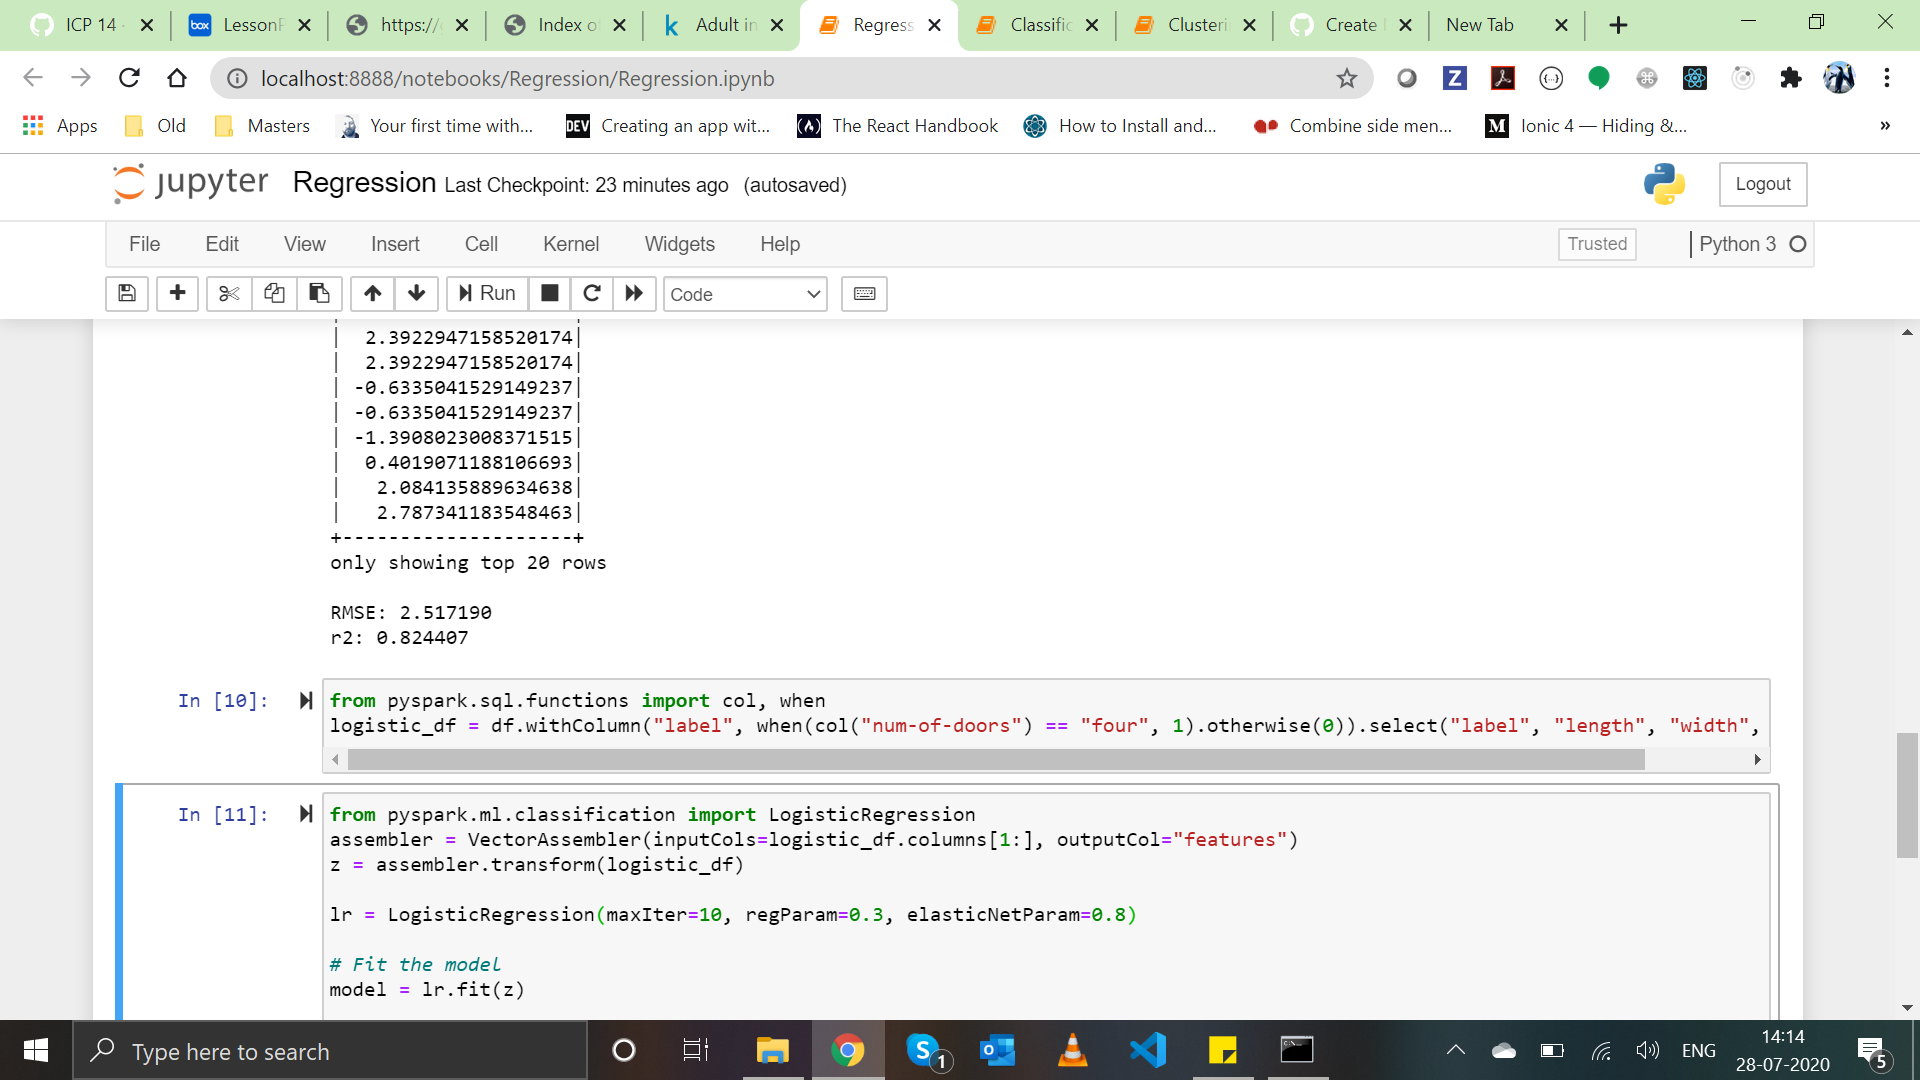 ICP 14
LessonP
https://g
Index o
Adult in
Regress
Classific
Clusteri
Create
New Tab
localhost:8888/notebooks/Regression/Regression.ipynb
Apps
Old
Masters
Your first time with...
DEV
Creating an app wit...
The React Handbook
How to Install and...
Combine side men...
Ionic 4 — Hiding &...
»
jupyter
Regression Last Checkpoint: 23 minutes ago (autosaved)
Logout
File Edit View Insert Cell Kernel Widgets Help
Trusted
Python 3
Run
Code
| 2.3922947158520174|
| 2.3922947158520174|
| -0.6335041529149237|
| -0.6335041529149237|
| -1.3908023008371515|
| 0.4019071188106693|
| 2.084135889634638|
| 2.787341183548463|
+--------------------+
only showing top 20 rows
RMSE: 2.517190
r2: 0.824407
In [10]:
from pyspark.sql.functions import col, when
logistic_df = df.withColumn("label", when(col("num-of-doors") == "four", 1).otherwise(0)).select("label", "length", "width",
In [11]:
from pyspark.ml.classification import LogisticRegression
assembler = VectorAssembler(inputCols=logistic_df.columns[1:], outputCol="features")
z = assembler.transform(logistic_df)
lr = LogisticRegression(maxIter=10, regParam=0.3, elasticNetParam=0.8)
# Fit the model
model = lr.fit(z)
Type here to search
1
ENG
14:14
28-07-2020
5